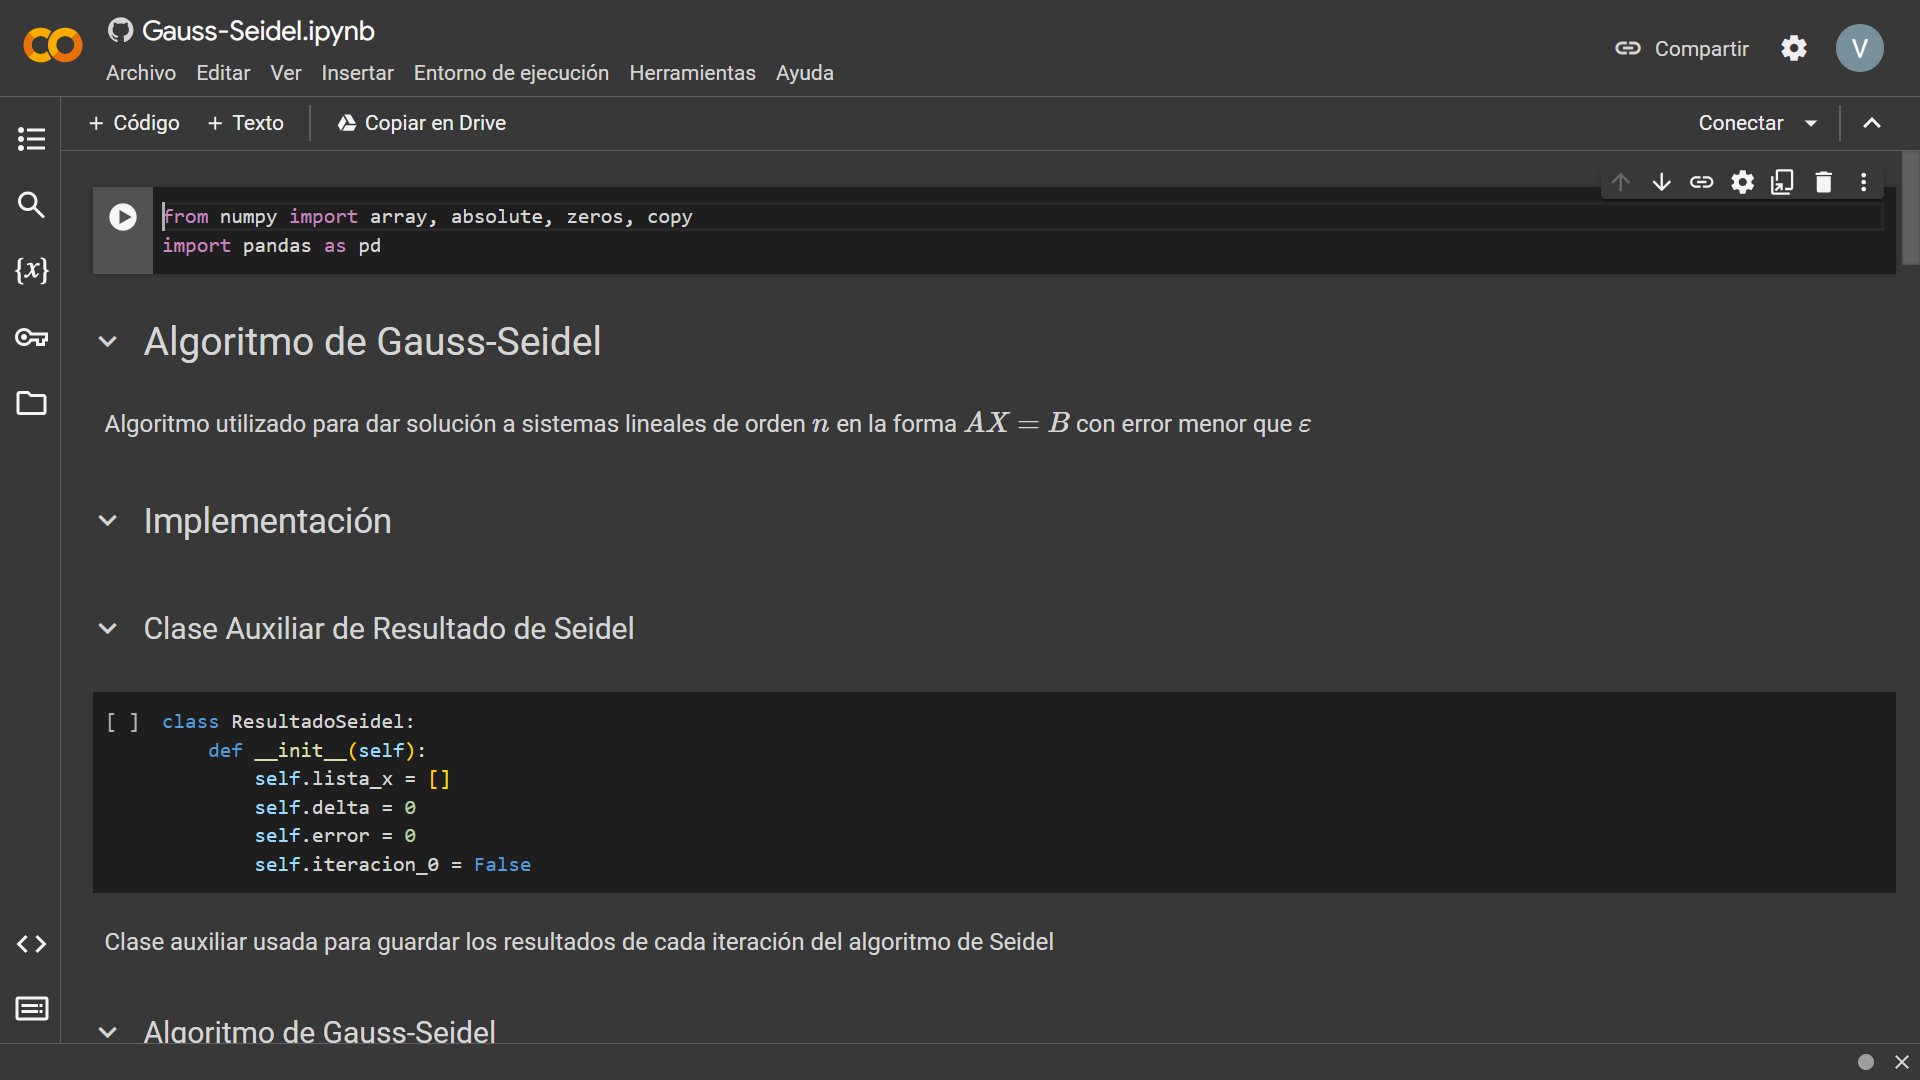 Gauss-Seidel.ipynb
Archivo Editar Ver Insertar Entorno de ejecución Herramientas Ayuda
Compartir
V
+ Código + Texto Copiar en Drive
Conectar
{x}
from numpy import array, absolute, zeros, copy
import pandas as pd
Algoritmo de Gauss-Seidel
Algoritmo utilizado para dar solución a sistemas lineales de orden n en la forma AX = B con error menor que ε
Implementación
Clase Auxiliar de Resultado de Seidel
[ ] class ResultadoSeidel:
def __init__(self):
self.lista_x = []
self.delta = 0
self.error = 0
self.iteracion_0 = False
Clase auxiliar usada para guardar los resultados de cada iteración del algoritmo de Seidel
Algoritmo de Gauss-Seidel